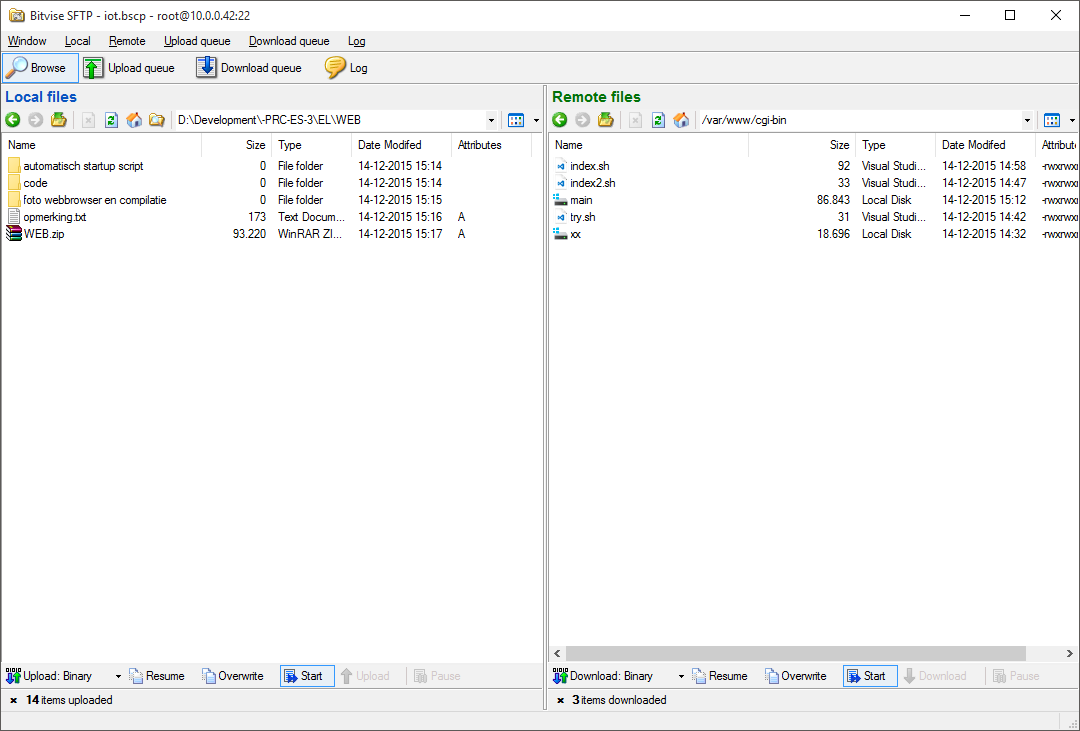 Bitvise SFTP - iot.bscp - root@10.0.0.42:22
Window Local Remote Upload queue Download queue Log
Browse Upload queue Download queue Log
Local files
D:\Development\-PRC-ES-3\EL\WEB
Name Size Type Date Modified Attributes
automatisch startup script 0 File folder 14-12-2015 15:14
code 0 File folder 14-12-2015 15:14
foto webbrowser en compilatie 0 File folder 14-12-2015 15:15
opmerking.txt 173 Text Docum... 14-12-2015 15:16 A
WEB.zip 93.220 WinRAR ZI... 14-12-2015 15:17 A
Upload: Binary Resume Overwrite Start Upload Pause
14 items uploaded
Remote files
/var/www/cgi-bin
Name Size Type Date Modified Attribut
index.sh 92 Visual Studi... 14-12-2015 14:58 -rwxrwx
index2.sh 33 Visual Studi... 14-12-2015 14:47 -rwxrwx
main 86.843 Local Disk 14-12-2015 15:12 -rwxrwx
try.sh 31 Visual Studi... 14-12-2015 14:42 -rwxrwx
xx 18.696 Local Disk 14-12-2015 14:32 -rwxrwx
Download: Binary Resume Overwrite Start Download Pause
3 items downloaded